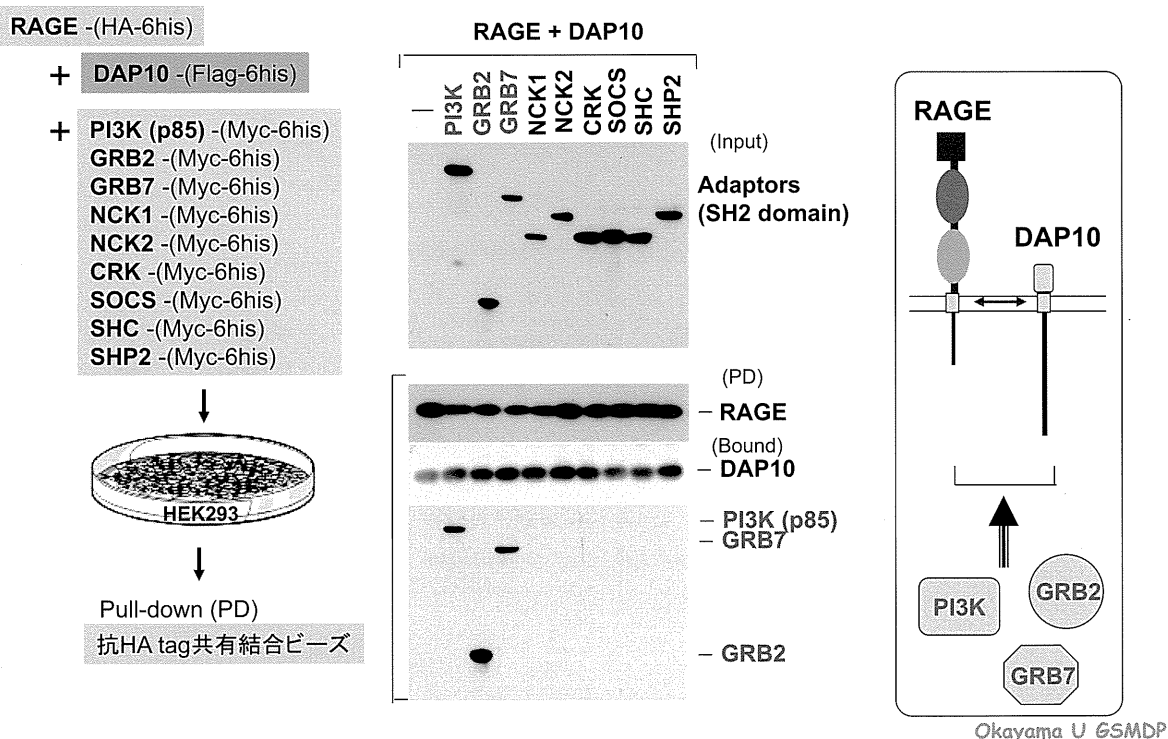 RAGE -(HA-6his)
+ DAP10 -(Flag-6his)
+ PI3K (p85) -(Myc-6his)
GRB2 -(Myc-6his)
GRB7 -(Myc-6his)
NCK1 -(Myc-6his)
NCK2 -(Myc-6his)
CRK -(Myc-6his)
SOCS -(Myc-6his)
SHC -(Myc-6his)
SHP2 -(Myc-6his)
HEK293
Pull-down (PD)
抗HA tag共有結合ビーズ
RAGE + DAP10
—
PI3K
GRB2
GRB7
NCK1
NCK2
CRK
SOCS
SHC
SHP2
(Input)
Adaptors
(SH2 domain)
(PD)
– RAGE
(Bound)
– DAP10
– PI3K (p85)
– GRB7
– GRB2
RAGE
DAP10
PI3K
GRB2
GRB7
Okayama U GSMDP